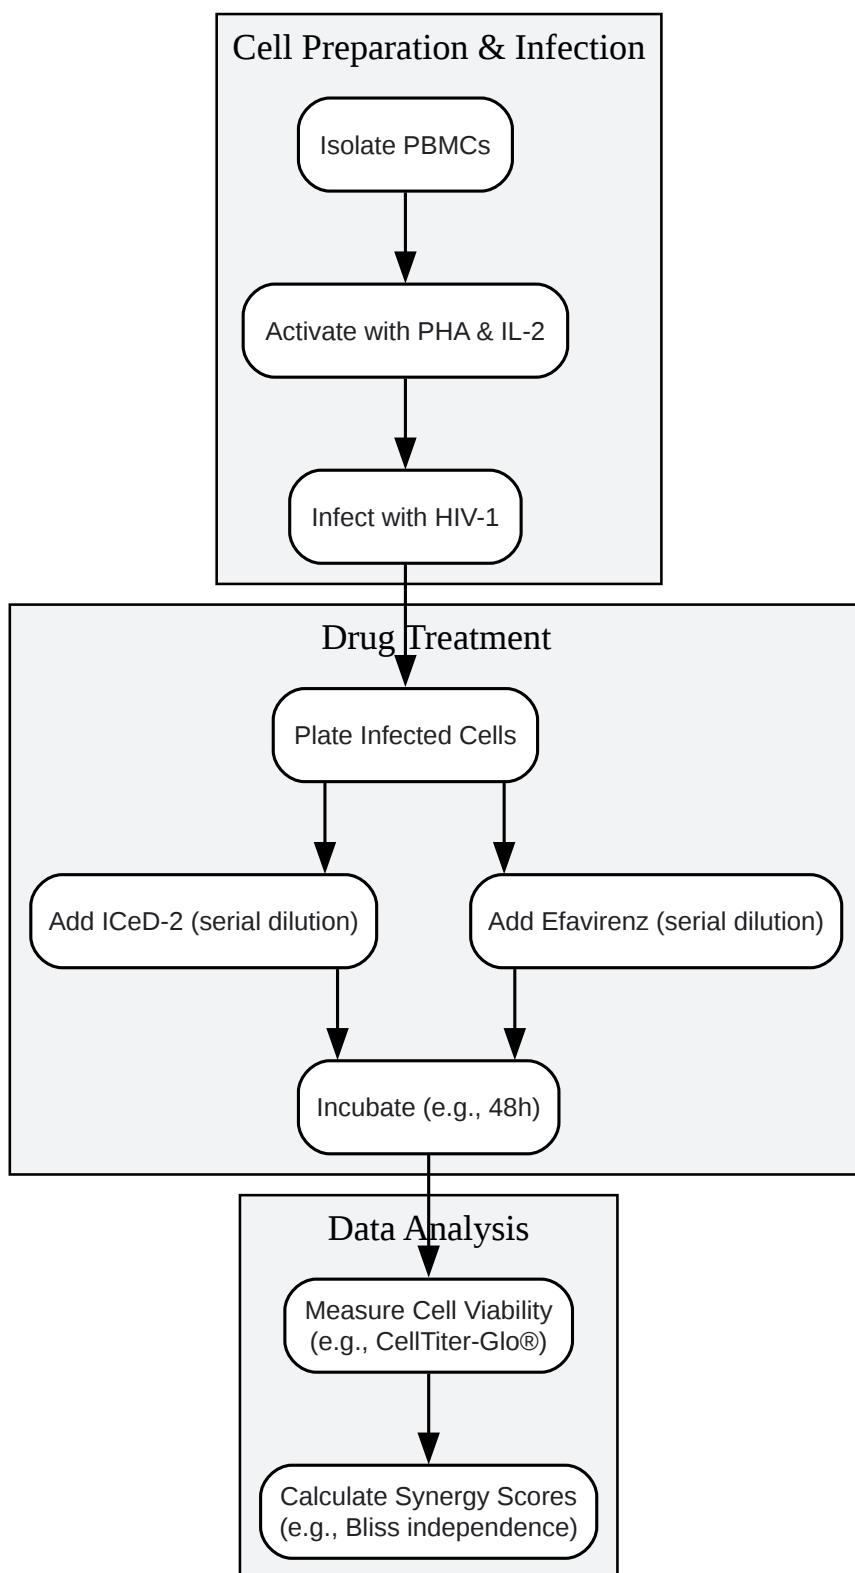 Cell Preparation & Infection
Isolate PBMCs
Activate with PHA & IL-2
Infect with HIV-1
Drug Treatment
Plate Infected Cells
Add ICeD-2 (serial dilution)
Add Efavirenz (serial dilution)
Incubate (e.g., 48h)
Data Analysis
Measure Cell Viability
(e.g., CellTiter-Glo®)
Calculate Synergy Scores
(e.g., Bliss independence)